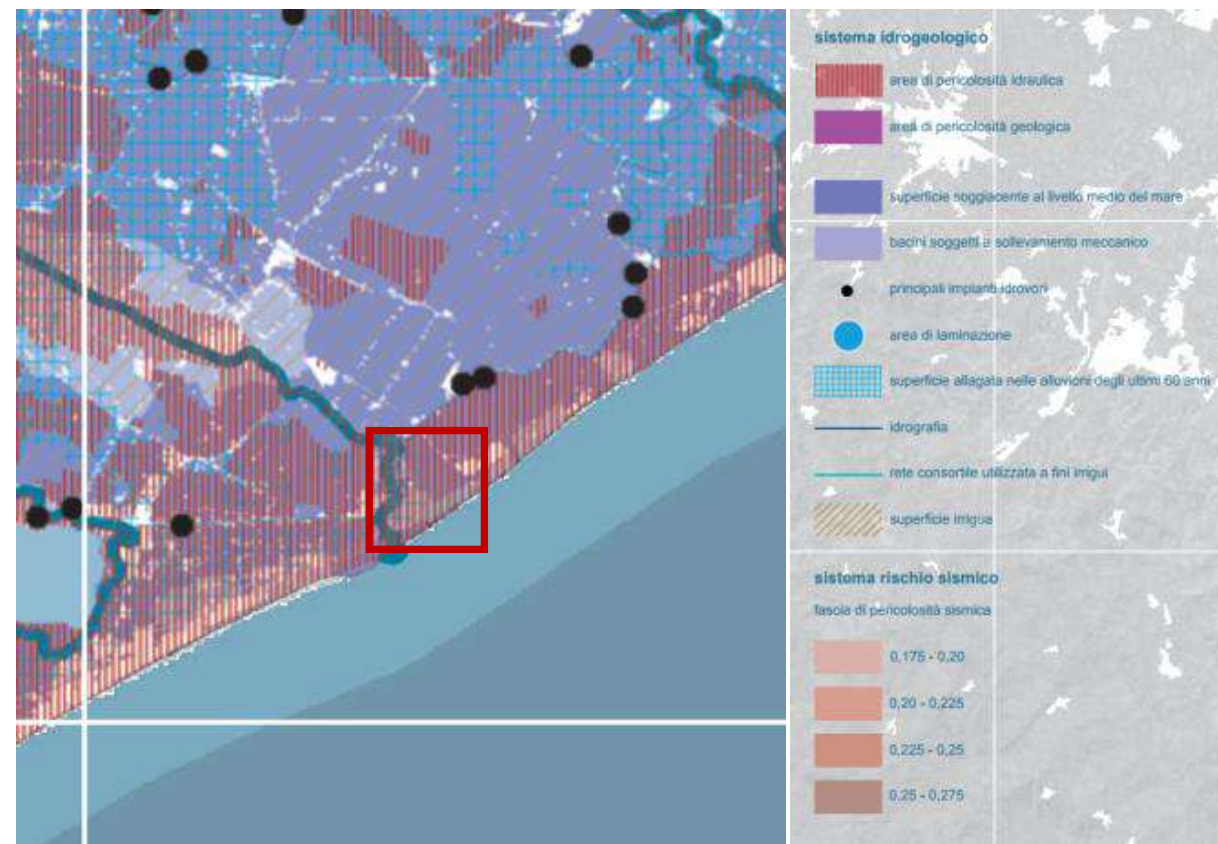 sistema idrogeologico
area di pericolosità idraulica
area di pericolosità geologica
superficie soggiacente al livello medio del mare
bacini soggetti a sollevamento meccanico
principali impianti idrovori
area di laminazione
superficie allagata nelle alluvioni degli ultimi 60 anni
idrografia
rete consortile utilizzata a fini irrigui
superficie irrigua
sistema rischio sismico
fascia di pericolosità sismica
0,175 - 0,20
0,20 - 0,225
0,225 - 0,25
0,25 - 0,275